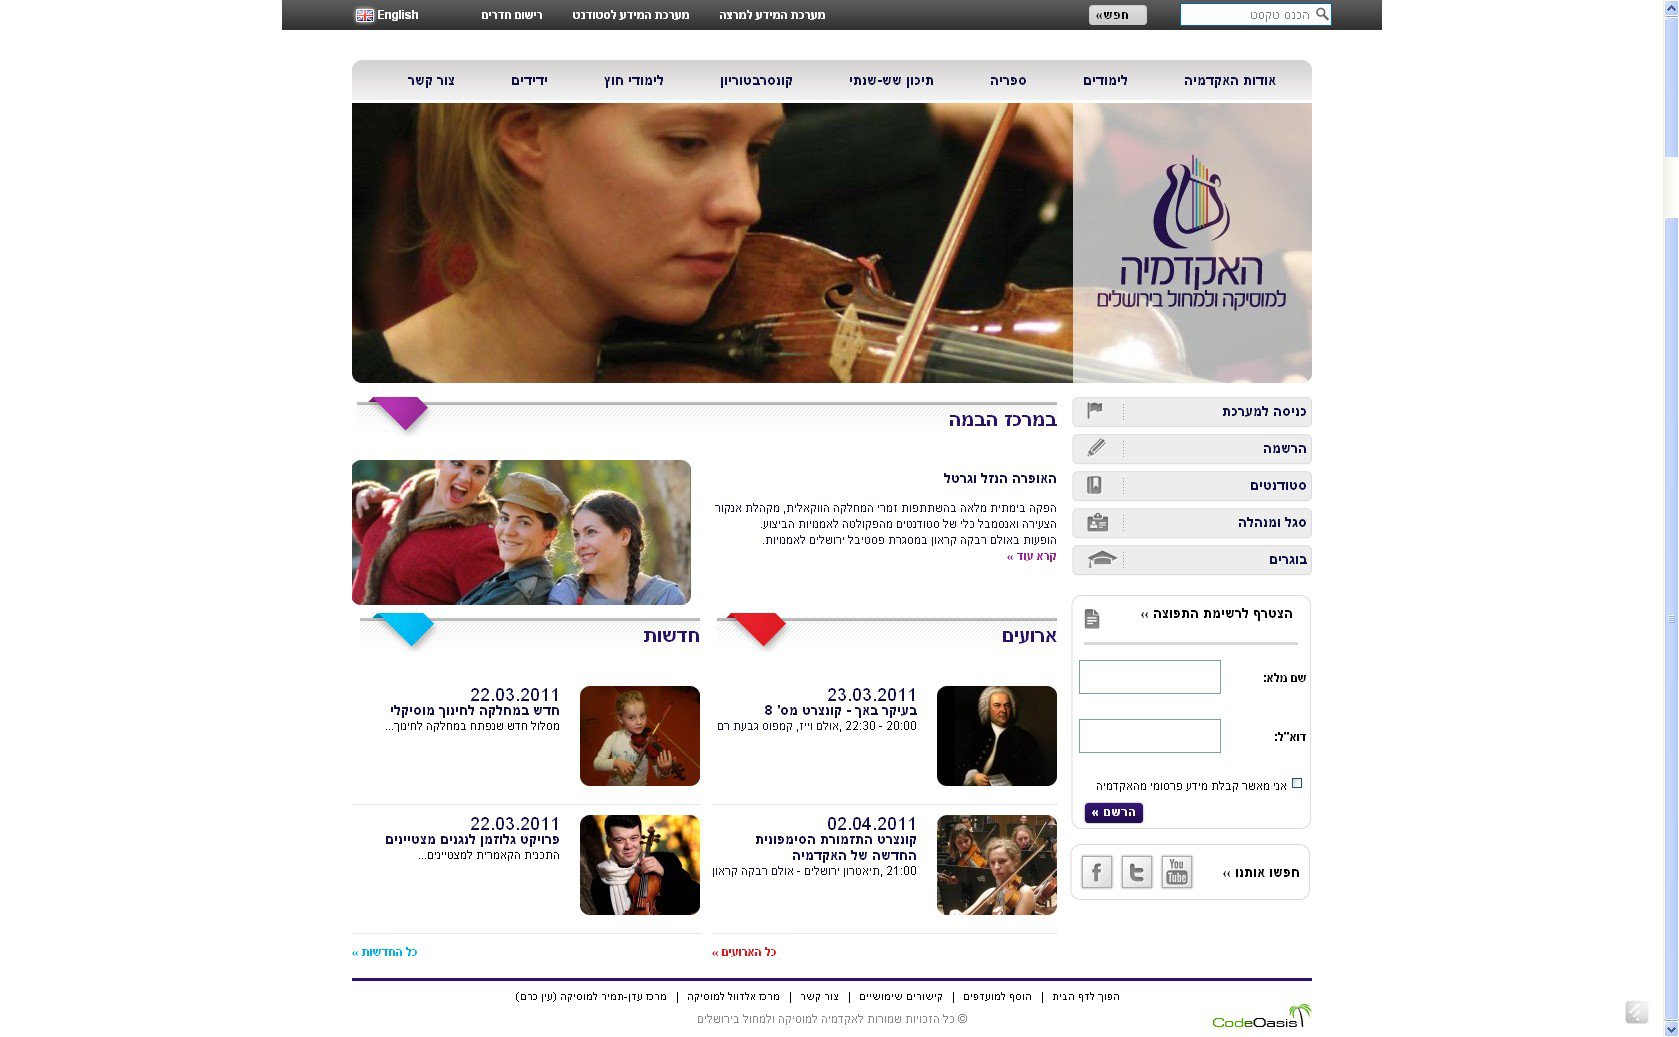 הכנס טקסט
חפש»
מערכת המידע למרצה
מערכת המידע לסטודנט
רישום חדרים
English
אודות האקדמיה
לימודים
ספריה
תיכון שש-שנתי
קונסרבטוריון
לימודי חוץ
ידידים
צור קשר
האקדמיה
למוסיקה ולמחול בירושלים
כניסה למערכת
הרשמה
סטודנטים
סגל ומנהלה
בוגרים
הצטרף לרשימת התפוצה »
שם מלא:
דוא"ל:
אני מאשר קבלת מידע פרסומי מהאקדמיה
הרשם »
חפשו אותנו »
You
Tube
במרכז הבמה
האופרה הנזל וגרטל
הפקה בימתית מלאה בהשתתפות זמרי המחלקה הווקאלית, מקהלת אנקור
הצעירה ואנסמבל כלי של סטודנטים מהפקולטה לאמנויות הביצוע.
הופעות באולם רבקה קראון במסגרת פסטיבל ירושלים לאמנויות.
קרא עוד »
ארועים
23.03.2011
בעיקר באך - קונצרט מס' 8
20:00 - 22:30 ,אולם וייז, קמפוס גבעת רם
02.04.2011
קונצרט התזמורת הסימפונית
החדשה של האקדמיה
21:00 ,תיאטרון ירושלים - אולם רבקה קראון
כל הארועים »
חדשות
22.03.2011
חדש במחלקה לחינוך מוסיקלי
מסלול חדש שנפתח במחלקה לחינוך...
22.03.2011
פרויקט גלוזמן לנגנים מצטיינים
התכנית הקאמרית למצטיינים...
כל החדשות »
הפוך לדף הבית | הוסף למועדפים | קישורים שימושיים | צור קשר | מרכז אלדוול למוסיקה | מרכז עדן-תמיר למוסיקה (עין כרם)
© כל הזכויות שמורות לאקדמיה למוסיקה ולמחול בירושלים
CodeOasis